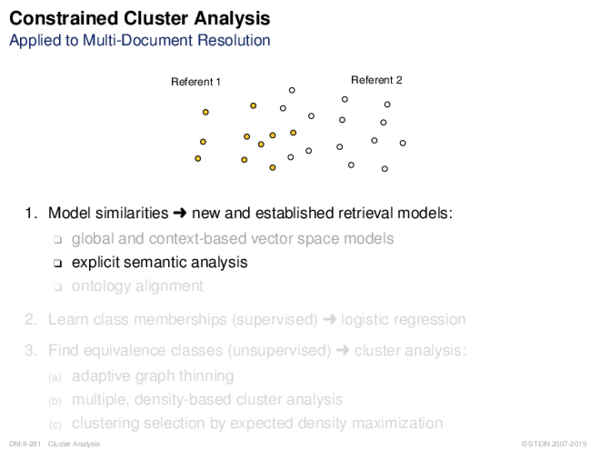 Constrained Cluster Analysis
Applied to Multi-Document Resolution
Referent 1 Referent 2
1. Model similarities ➜ new and established retrieval models:
❑ global and context-based vector space models
❑ explicit semantic analysis
❑ ontology alignment
2. Learn class memberships (supervised) ➜ logistic regression
3. Find equivalence classes (unsupervised) ➜ cluster analysis:
(a) adaptive graph thinning
(b) multiple, density-based cluster analysis
(c) clustering selection by expected density maximization
DM:II-281 Cluster Analysis ©STEIN 2007-2019